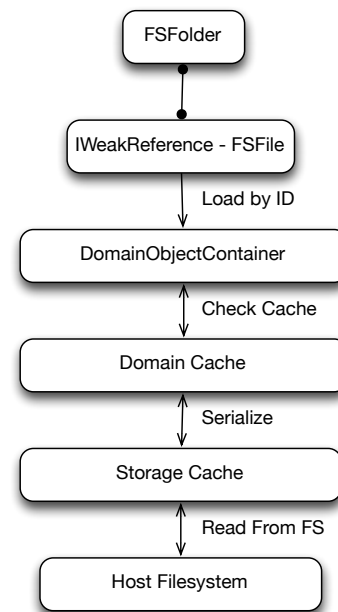 FSFolder
IWeakReference - FSFile
Load by ID
DomainObjectContainer
Check Cache
Domain Cache
Serialize
Storage Cache
Read From FS
Host Filesystem